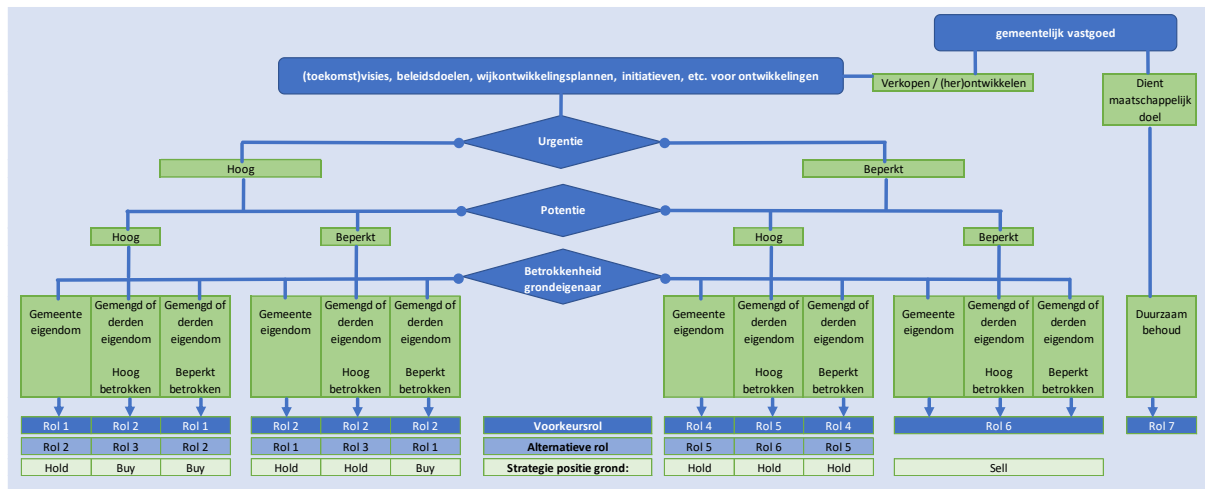 gemeentelijk vastgoed
(toekomst)visies, beleidsdoelen, wijkontwikkelingsplannen, initiatieven, etc. voor ontwikkelingen
Verkopen / (her)ontwikkelen
Dient
maatschappelijk
doel
Urgentie
Hoog
Beperkt
Potentie
Hoog
Beperkt
Hoog
Beperkt
Betrokkenheid
grondeigenaar
Gemeente
eigendom
Gemengd of
derden
eigendom
Hoog
betrokken
Gemengd of
derden
eigendom
Beperkt
betrokken
Gemeente
eigendom
Gemengd of
derden
eigendom
Hoog
betrokken
Gemengd of
derden
eigendom
Beperkt
betrokken
Gemeente
eigendom
Gemengd of
derden
eigendom
Hoog
betrokken
Gemengd of
derden
eigendom
Beperkt
betrokken
Gemeente
eigendom
Gemengd of
derden
eigendom
Hoog
betrokken
Gemengd of
derden
eigendom
Beperkt
betrokken
Duurzaam
behoud
Rol 1 Rol 2 Rol 1 Rol 2 Rol 2 Rol 2 Voorkeursrol Rol 4 Rol 5 Rol 4 Rol 6 Rol 7
Rol 2 Rol 3 Rol 2 Rol 1 Rol 3 Rol 1 Alternatieve rol Rol 5 Rol 6 Rol 5
Hold Buy Buy Hold Hold Buy Strategie positie grond: Hold Hold Hold Sell